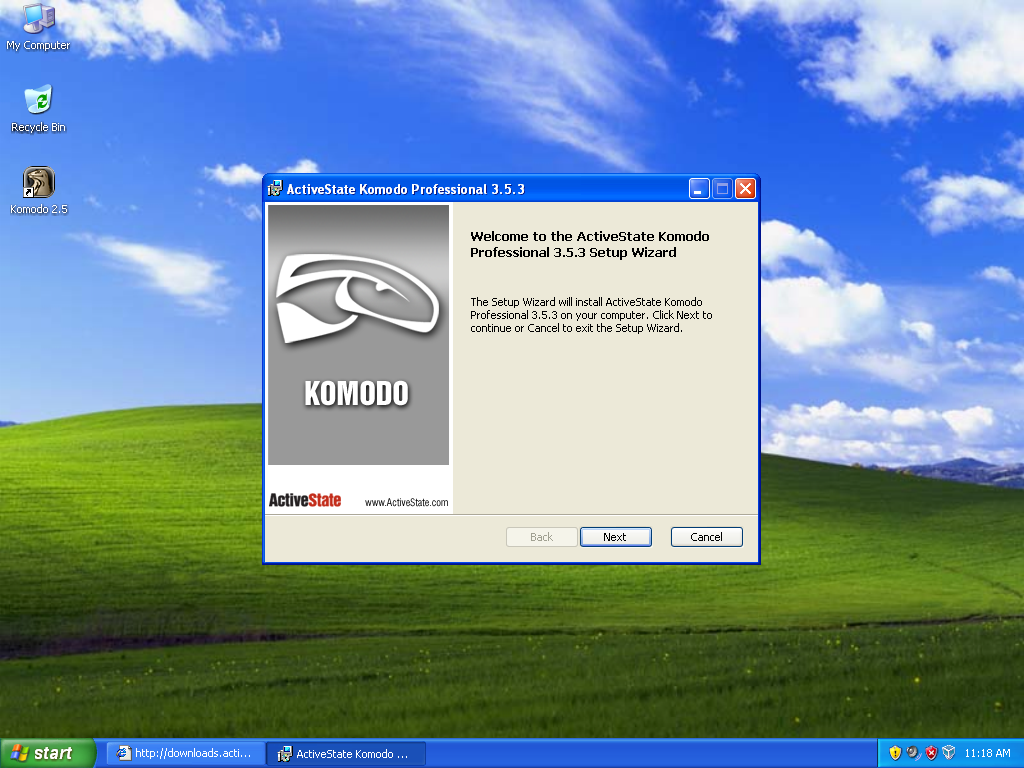 My Computer
Recycle Bin
Komodo 2.5
ActiveState Komodo Professional 3.5.3
Welcome to the ActiveState Komodo
Professional 3.5.3 Setup Wizard
The Setup Wizard will install ActiveState Komodo
Professional 3.5.3 on your computer. Click Next to
continue or Cancel to exit the Setup Wizard.
KOMODO
ActiveState
www.ActiveState.com
Back
Next
Cancel
start
http://downloads.acti...
ActiveState Komodo ...
11:18 AM